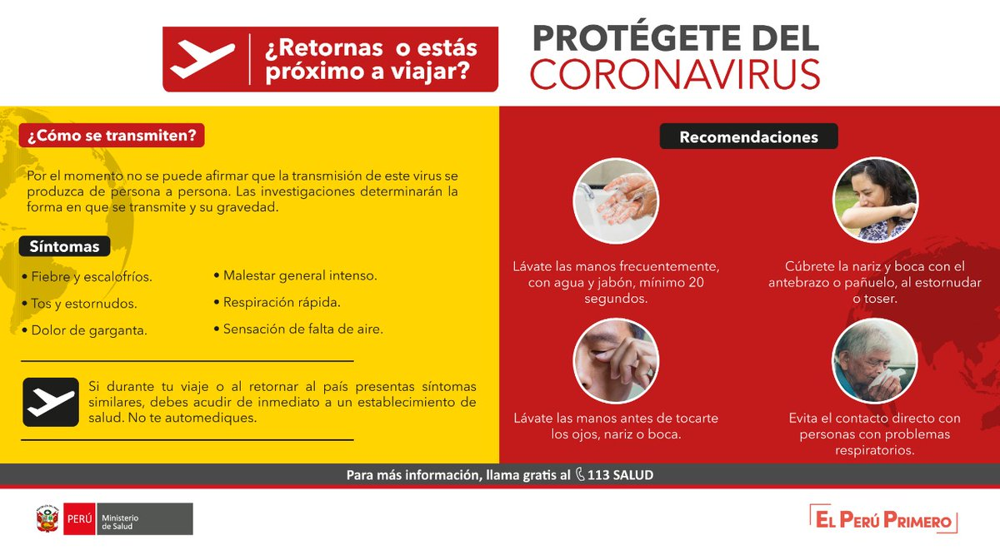 ¿Retornas o estás
próximo a viajar?
PROTÉGETE DEL
CORONAVIRUS
¿Cómo se transmiten?
Por el momento no se puede afirmar que la transmisión de este virus se
produzca de persona a persona. Las investigaciones determinarán la
forma en que se transmite y su gravedad.
Síntomas
• Fiebre y escalofríos.
• Tos y estornudos.
• Dolor de garganta.
• Malestar general intenso.
• Respiración rápida.
• Sensación de falta de aire.
Si durante tu viaje o al retornar al país presentas síntomas
similares, debes acudir de inmediato a un establecimiento de
salud. No te automediques.
Recomendaciones
Lávate las manos frecuentemente,
con agua y jabón, mínimo 20
segundos.
Cúbrete la nariz y boca con el
antebrazo o pañuelo, al estornudar
o toser.
Lávate las manos antes de tocarte
los ojos, nariz o boca.
Evita el contacto directo con
personas con problemas
respiratorios.
Para más información, llama gratis al 113 SALUD
PERÚ
Ministerio
de Salud
EL PERÚ PRIMERO